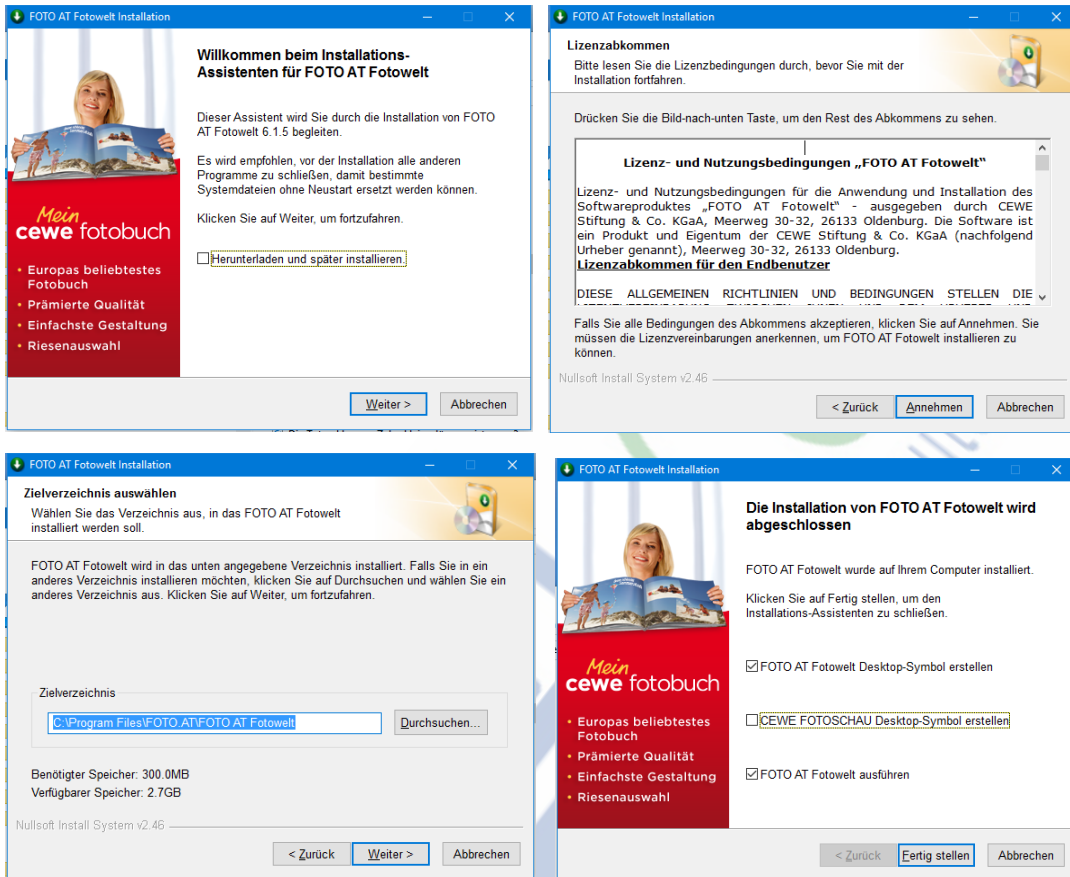 FOTO AT Fotowelt Installation
Willkommen beim Installations-
Assistenten für FOTO AT Fotowelt
Dieser Assistent wird Sie durch die Installation von FOTO
AT Fotowelt 6.1.5 begleiten.
Es wird empfohlen, vor der Installation alle anderen
Programme zu schließen, damit bestimmte
Systemdateien ohne Neustart ersetzt werden können.
Klicken Sie auf Weiter, um fortzufahren.
Herunterladen und später installieren.
Mein
cewe fotobuch
• Europas beliebtestes
Fotobuch
• Prämierte Qualität
• Einfachste Gestaltung
• Riesenauswahl
Weiter >
Abbrechen
FOTO AT Fotowelt Installation
Lizenzabkommen
Bitte lesen Sie die Lizenzbedingungen durch, bevor Sie mit der
Installation fortfahren.
Drücken Sie die Bild-nach-unten Taste, um den Rest des Abkommens zu sehen.
Lizenz- und Nutzungsbedingungen „FOTO AT Fotowelt"
Lizenz- und Nutzungsbedingungen für die Anwendung und Installation des
Softwareproduktes „FOTO AT Fotowelt" - ausgegeben durch CEWE
Stiftung & Co. KGaA, Meerweg 30-32, 26133 Oldenburg. Die Software ist
ein Produkt und Eigentum der CEWE Stiftung & Co. KGaA (nachfolgend
Urheber genannt), Meerweg 30-32, 26133 Oldenburg.
Lizenzabkommen für den Endbenutzer
DIESE ALLGEMEINEN RICHTLINIEN UND BEDINGUNGEN STELLEN DIE
Falls Sie alle Bedingungen des Abkommens akzeptieren, klicken Sie auf Annehmen. Sie
müssen die Lizenzvereinbarungen anerkennen, um FOTO AT Fotowelt installieren zu
können.
Nullsoft Install System v2.46
< Zurück
Annehmen
Abbrechen
FOTO AT Fotowelt Installation
Zielverzeichnis auswählen
Wählen Sie das Verzeichnis aus, in das FOTO AT Fotowelt
installiert werden soll.
FOTO AT Fotowelt wird in das unten angegebene Verzeichnis installiert. Falls Sie in ein
anderes Verzeichnis installieren möchten, klicken Sie auf Durchsuchen und wählen Sie ein
anderes Verzeichnis aus. Klicken Sie auf Weiter, um fortzufahren.
Zielverzeichnis
C:\Program Files\FOTO.AT\FOTO AT Fotowelt
Durchsuchen...
Benötigter Speicher: 300.0MB
Verfügbarer Speicher: 2.7GB
Nullsoft Install System v2.46
< Zurück
Weiter >
Abbrechen
FOTO AT Fotowelt Installation
Die Installation von FOTO AT Fotowelt wird
abgeschlossen
FOTO AT Fotowelt wurde auf Ihrem Computer installiert.
Klicken Sie auf Fertig stellen, um den
Installations-Assistenten zu schließen.
FOTO AT Fotowelt Desktop-Symbol erstellen
CEWE FOTOSCHAU Desktop-Symbol erstellen
FOTO AT Fotowelt ausführen
Mein
cewe fotobuch
• Europas beliebtestes
Fotobuch
• Prämierte Qualität
• Einfachste Gestaltung
• Riesenauswahl
< Zurück
Fertig stellen
Abbrechen